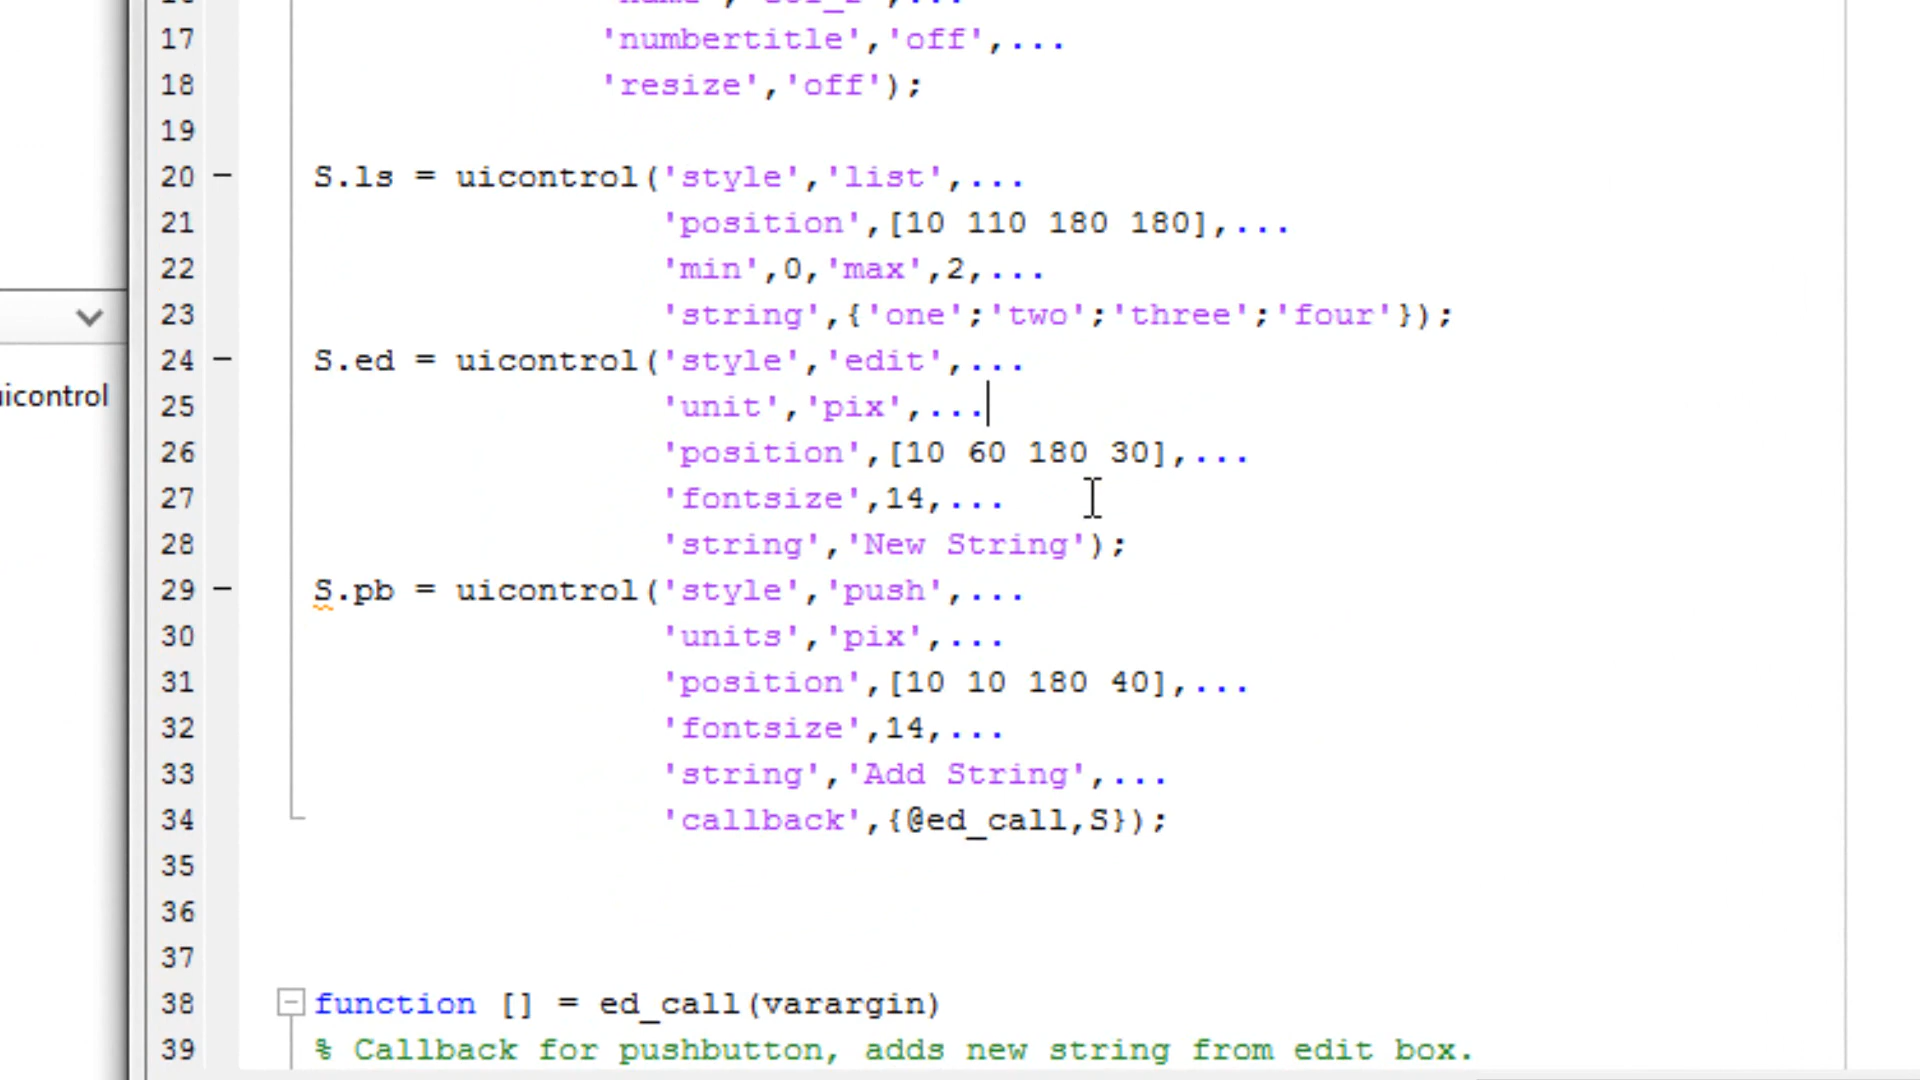 17 'numbertitle','off',...
18 'resize','off');
19
20 – S.ls = uicontrol('style','list',...
21 'position',[10 110 180 180],...
22 'min',0,'max',2,...
23 'string',{'one';'two';'three';'four'});
24 – S.ed = uicontrol('style','edit',...
uicontrol
25 'unit','pix',...
26 'position',[10 60 180 30],...
27 'fontsize',14,...
28 'string','New String');
29 – S.pb = uicontrol('style','push',...
30 'units','pix',...
31 'position',[10 10 180 40],...
32 'fontsize',14,...
33 'string','Add String',...
34 'callback',{@ed_call,S});
35
36
37
38 function [] = ed_call(varargin)
39 % Callback for pushbutton, adds new string from edit box.